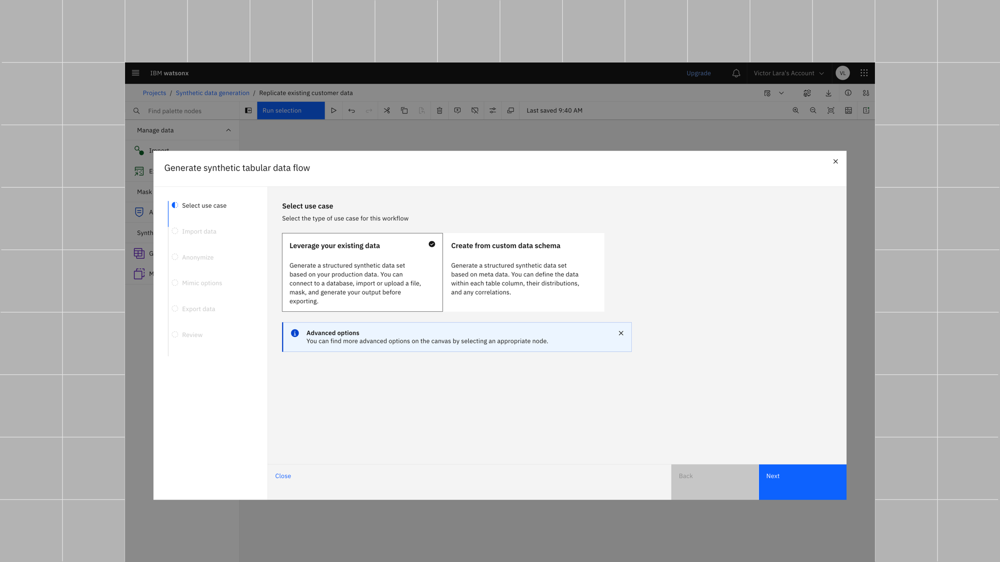 IBM watsonx
Upgrade
Victor Lara's Account
VL
Projects / Synthetic data generation / Replicate existing customer data
Find palette nodes
Run selection
Last saved 9:40 AM
Manage data
Import
Mask
Synth
Generate synthetic tabular data flow
Select use case
Import data
Anonymize
Mimic options
Export data
Review
Select use case
Select the type of use case for this workflow
Leverage your existing data
Generate a structured synthetic data set
based on your production data. You can
connect to a database, import or upload a file,
mask, and generate your output before
exporting.
Create from custom data schema
Generate a structured synthetic data set
based on meta data. You can define the data
within each table column, their distributions,
and any correlations.
Advanced options
You can find more advanced options on the canvas by selecting an appropriate node.
Close
Back
Next